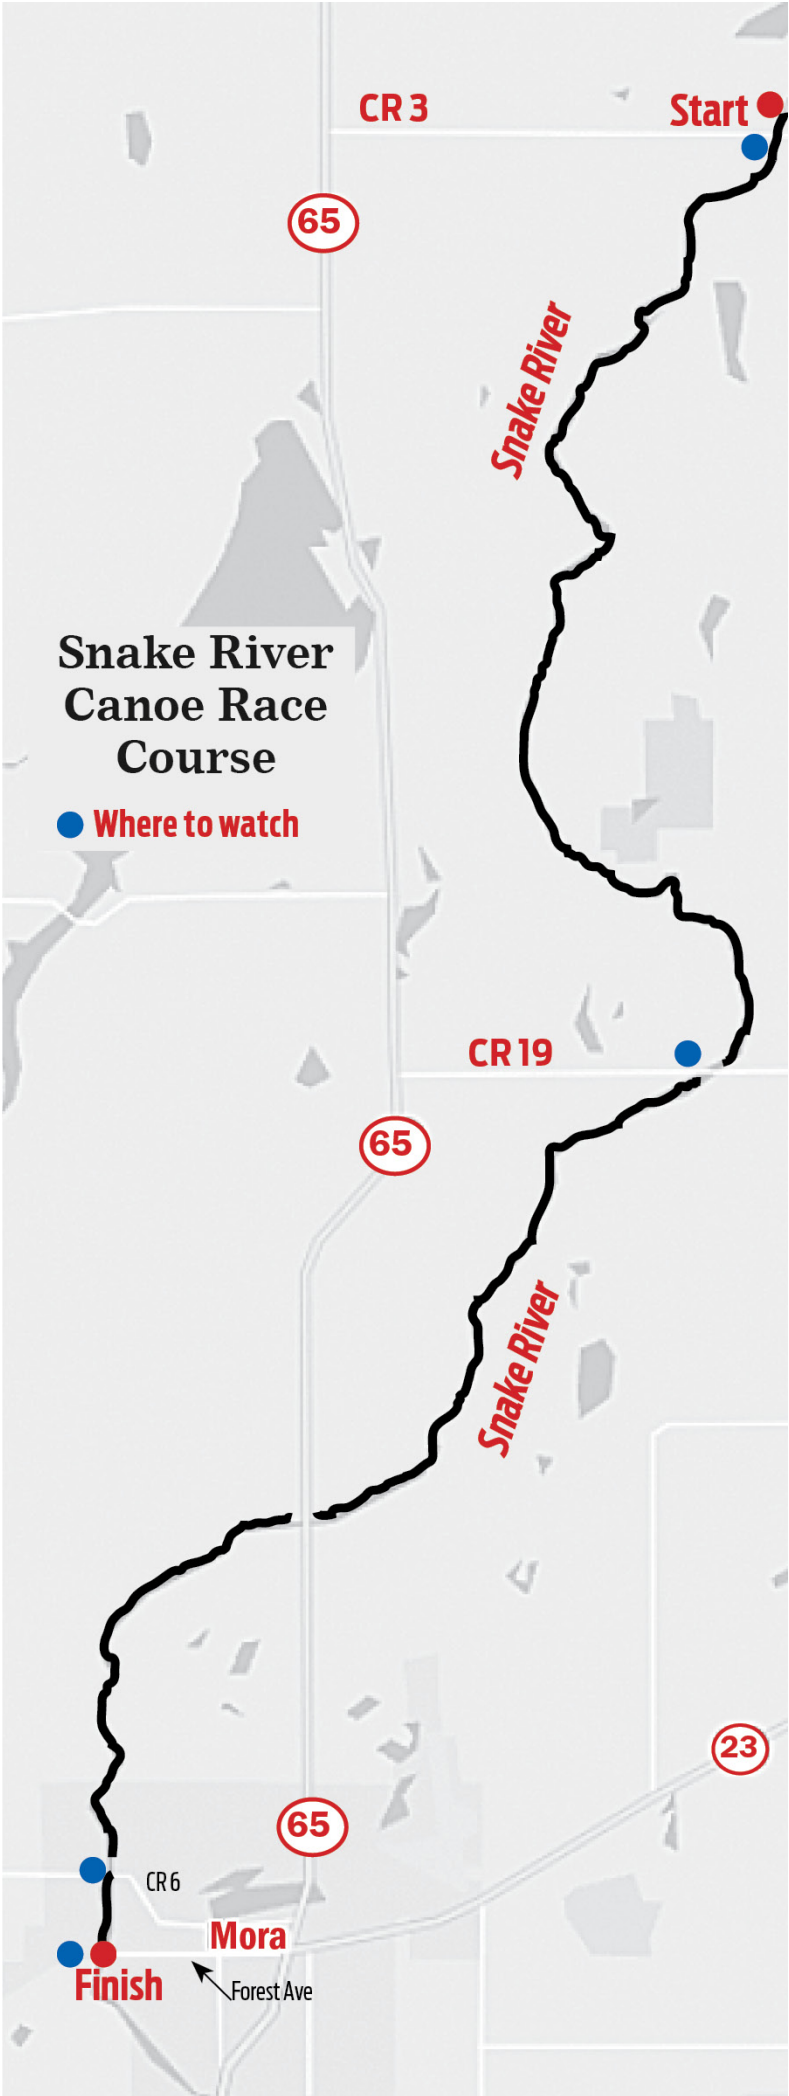 CR 3
Start
65
Snake River
Snake River
Canoe Race
Course
Where to watch
CR 19
65
Snake River
23
65
CR 6
Mora
Finish
Forest Ave